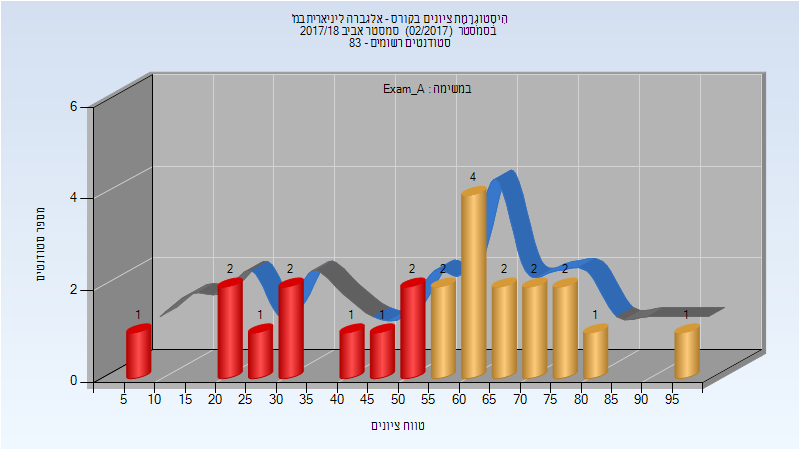 היסטוגרמת ציונים בקורס - אלגברה ליניארית במ'
בסמסטר (02/2017) סמסטר אביב 2017/18
סטודנטים רשומים - 83
במשימה : Exam_A
מספר סטודנטים
6
4
2
0
1 2 1 2 1 1 2 2 4 2 2 2 1 1
5 10 15 20 25 30 35 40 45 50 55 60 65 70 75 80 85 90 95
טווח ציונים